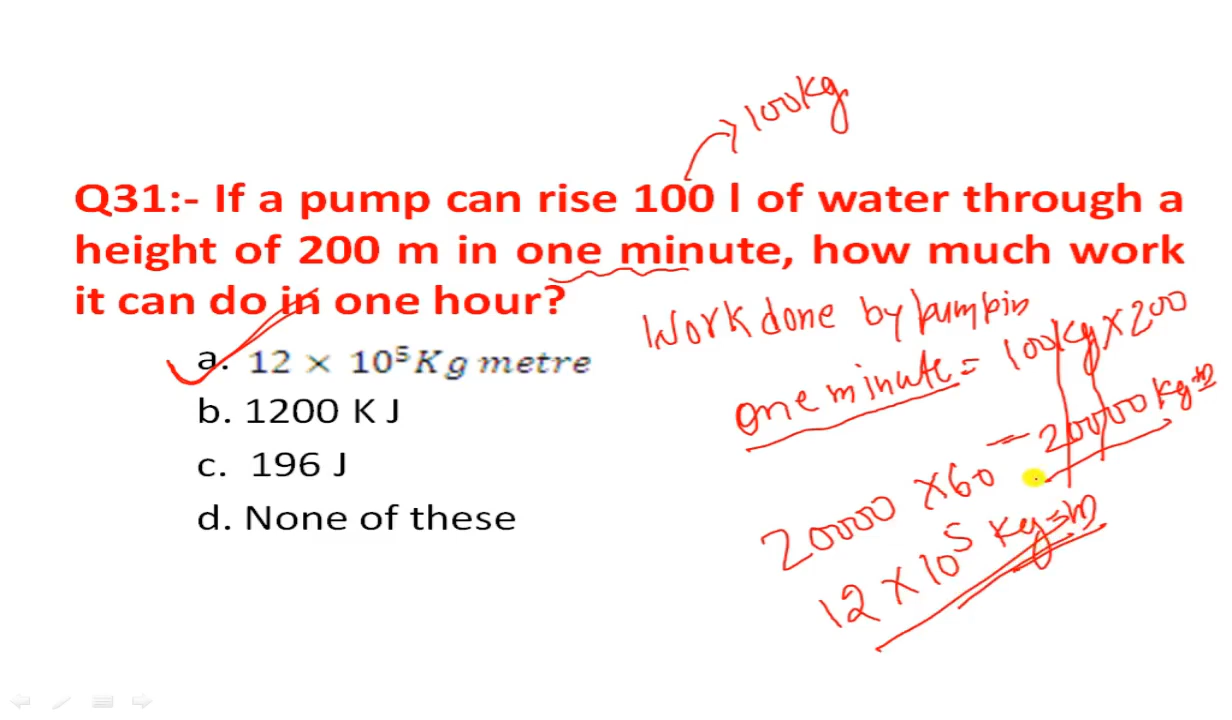 100kg
Q31:- If a pump can rise 100 l of water through a
height of 200 m in one minute, how much work
it can do in one hour?
a. 12 × 10⁵ Kg metre
b. 1200 K J
c. 196 J
d. None of these
Work done by pump in
one minute = 100kg × 200
= 20000 kg-m
20000 × 60
12 × 10⁵ kg-m